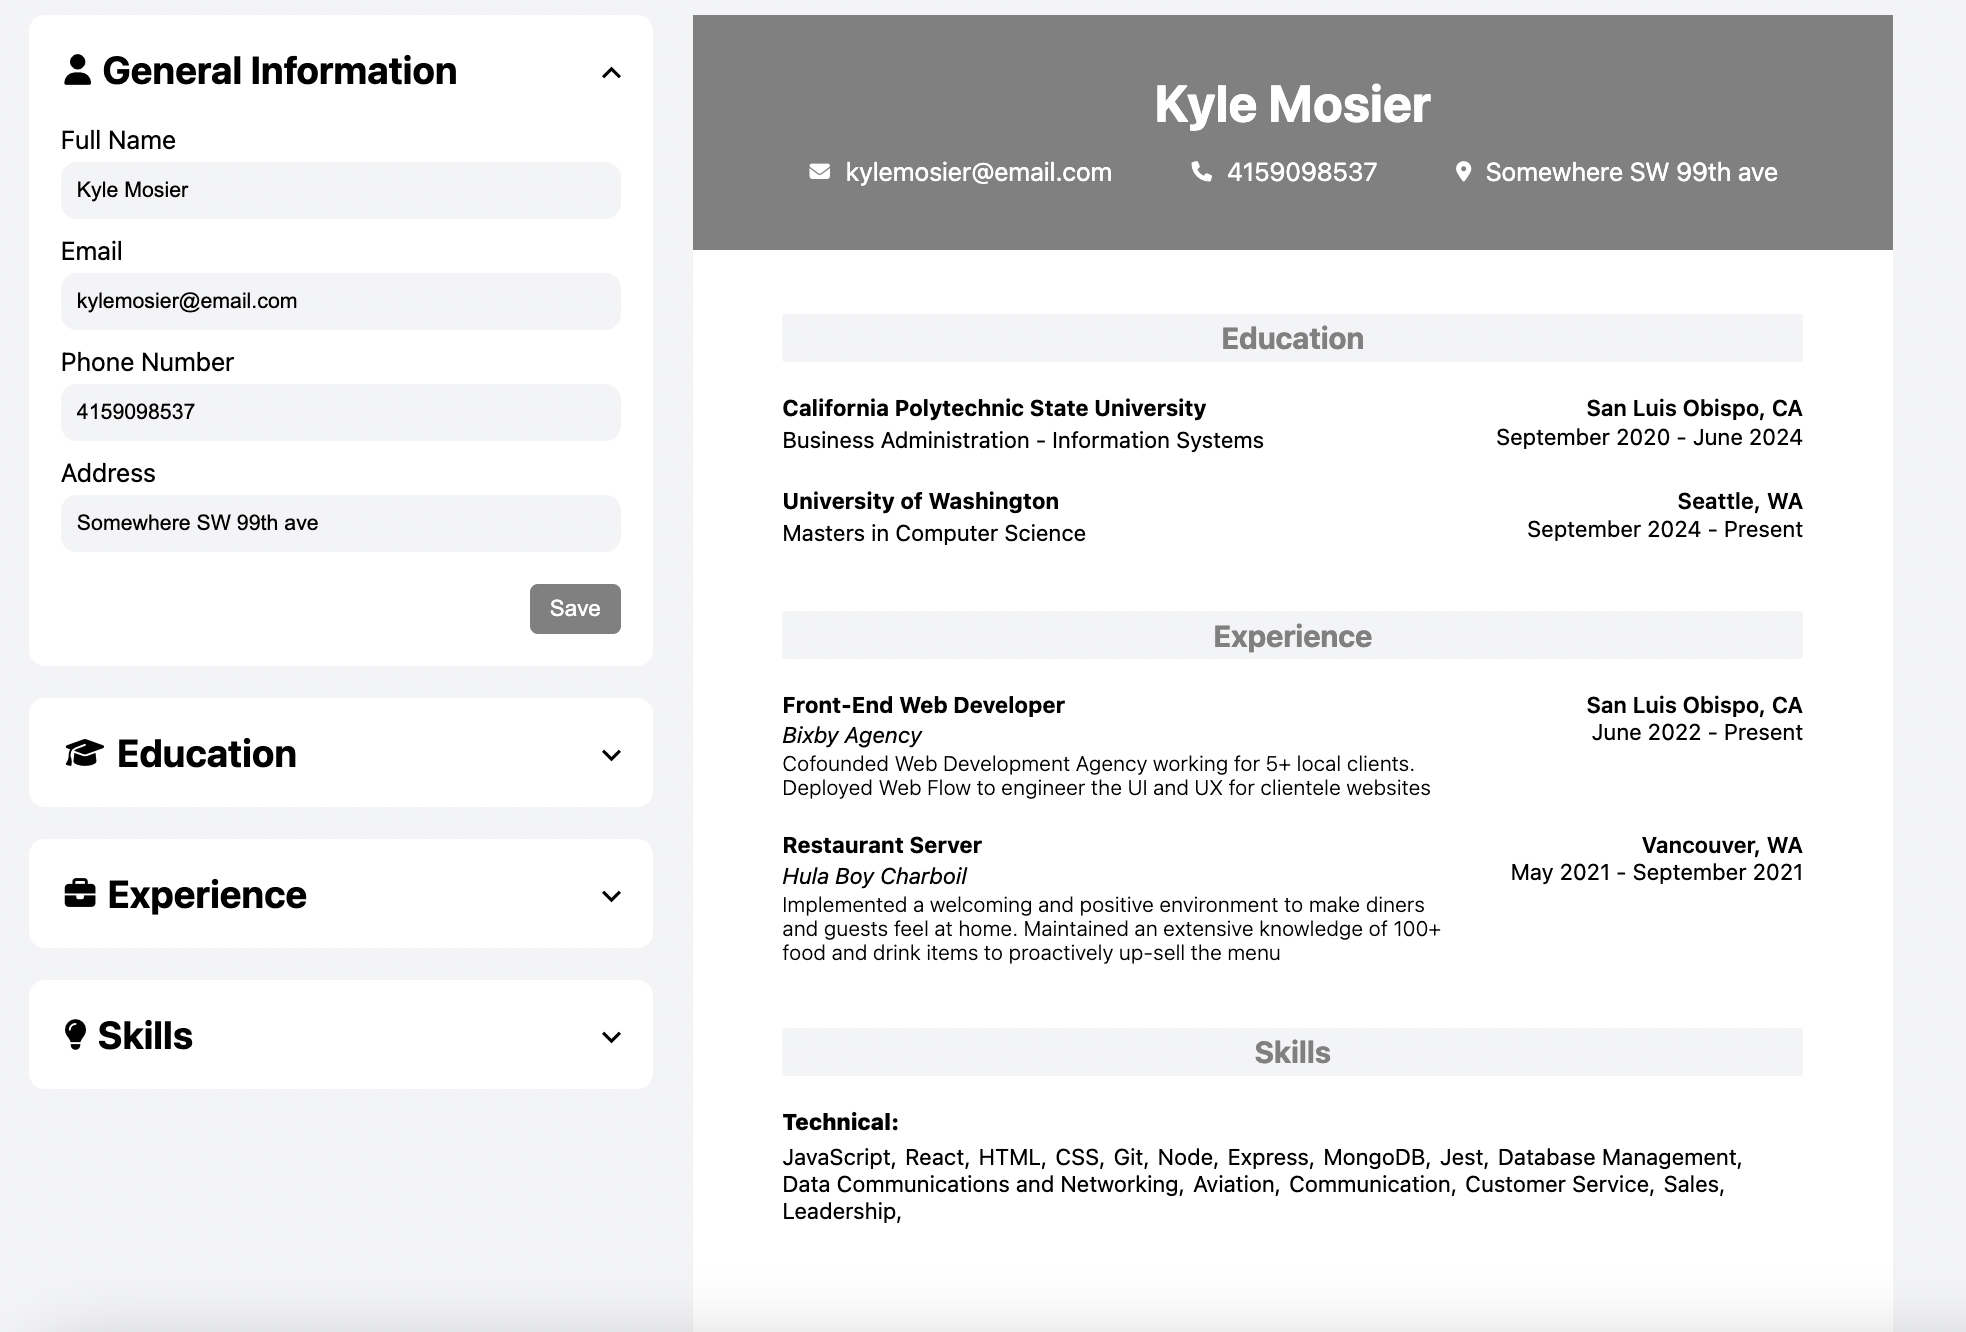 General Information
Full Name
Kyle Mosier
Email
kylemosier@email.com
Phone Number
4159098537
Address
Somewhere SW 99th ave
Save
Education
Experience
Skills
Kyle Mosier
kylemosier@email.com 4159098537 Somewhere SW 99th ave
Education
California Polytechnic State University San Luis Obispo, CA
Business Administration - Information Systems September 2020 - June 2024
University of Washington Seattle, WA
Masters in Computer Science September 2024 - Present
Experience
Front-End Web Developer San Luis Obispo, CA
Bixby Agency June 2022 - Present
Cofounded Web Development Agency working for 5+ local clients.
Deployed Web Flow to engineer the UI and UX for clientele websites
Restaurant Server Vancouver, WA
Hula Boy Charboil May 2021 - September 2021
Implemented a welcoming and positive environment to make diners
and guests feel at home. Maintained an extensive knowledge of 100+
food and drink items to proactively up-sell the menu
Skills
Technical:
JavaScript, React, HTML, CSS, Git, Node, Express, MongoDB, Jest, Database Management,
Data Communications and Networking, Aviation, Communication, Customer Service, Sales,
Leadership,